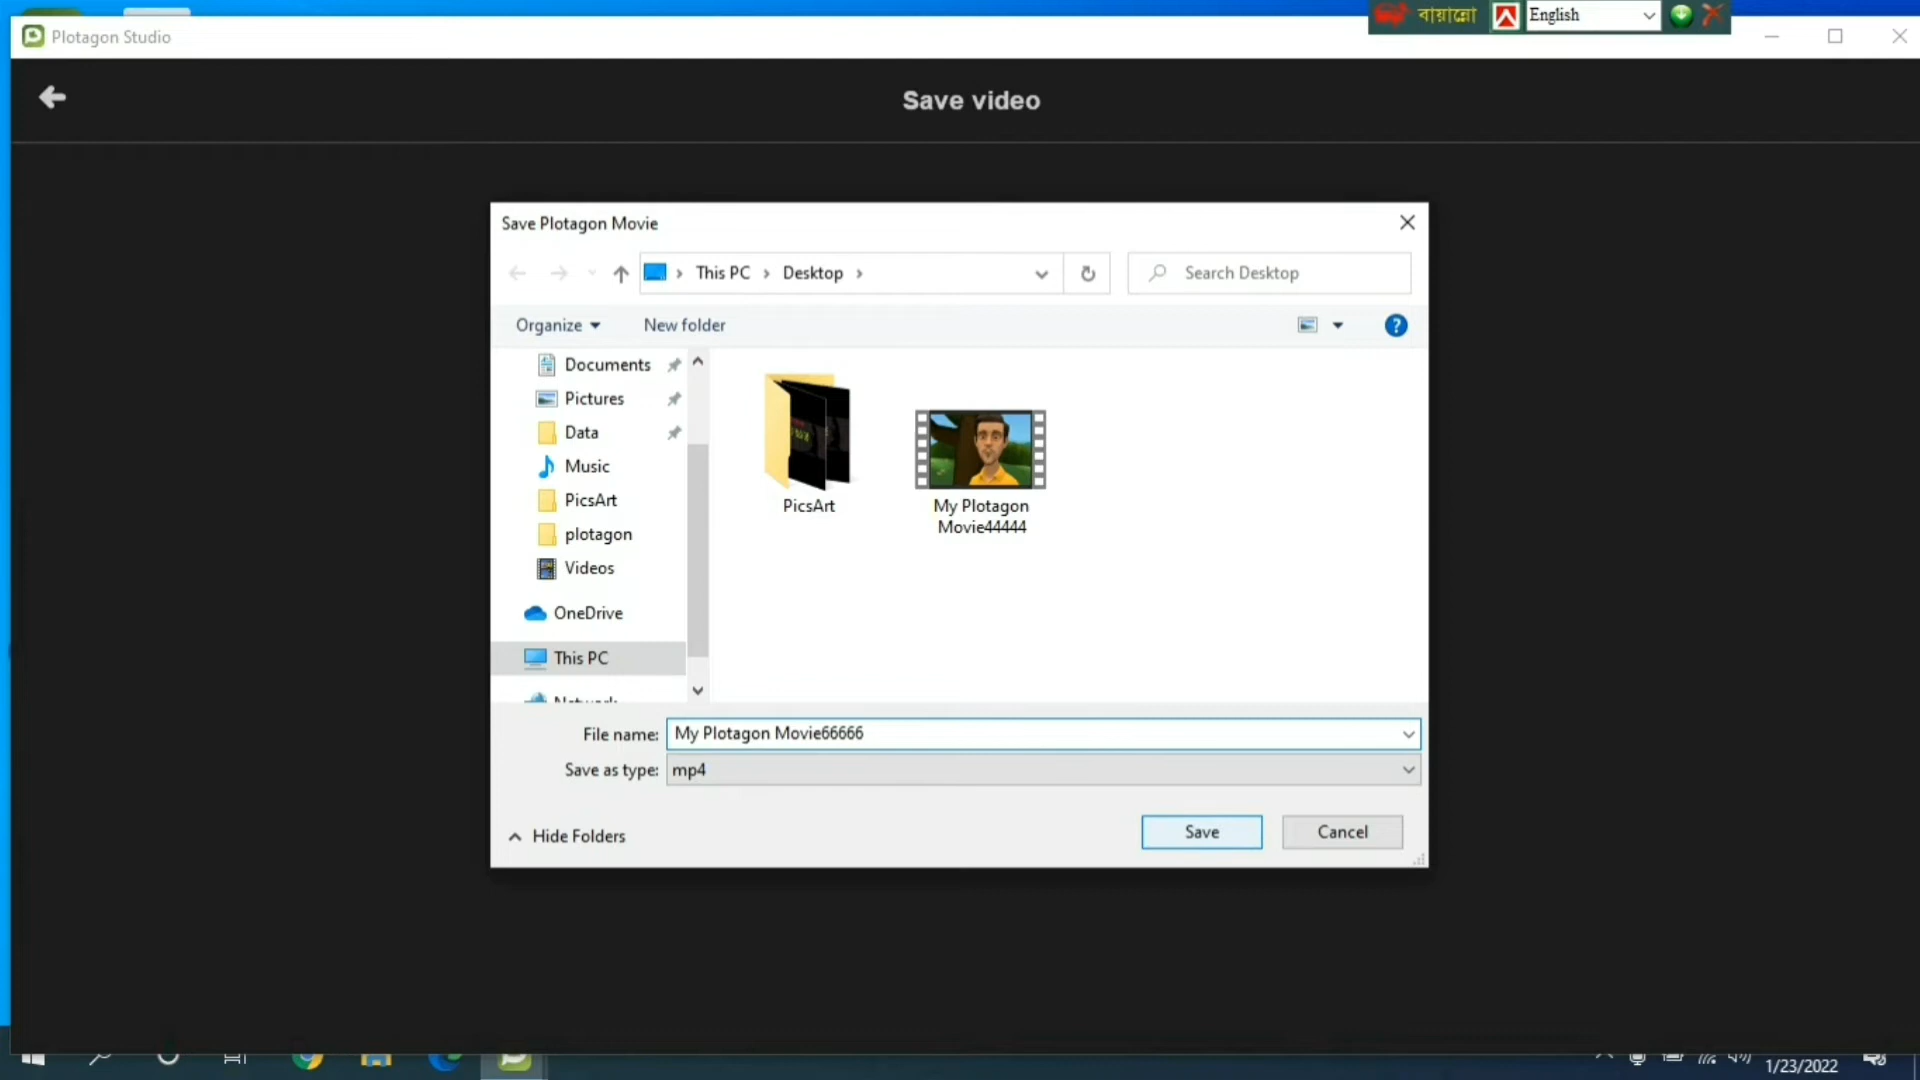 বায়ান্নো
English
Plotagon Studio
Save video
Save Plotagon Movie
This PC
Desktop
Search Desktop
Organize
New folder
Documents
Pictures
Data
Music
PicsArt
plotagon
Videos
OneDrive
This PC
PicsArt
My Plotagon
Movie44444
File name: My Plotagon Movie66666
Save as type: mp4
Hide Folders
Save
Cancel
1/23/2022